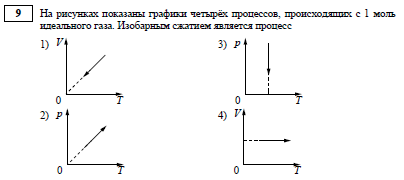 9 На рисунках показаны графики четырёх процессов, происходящих с 1 моль
идеального газа. Изобарным сжатием является процесс
1) V
0 T
3) p
0 T
2) p
0 T
4) V
0 T